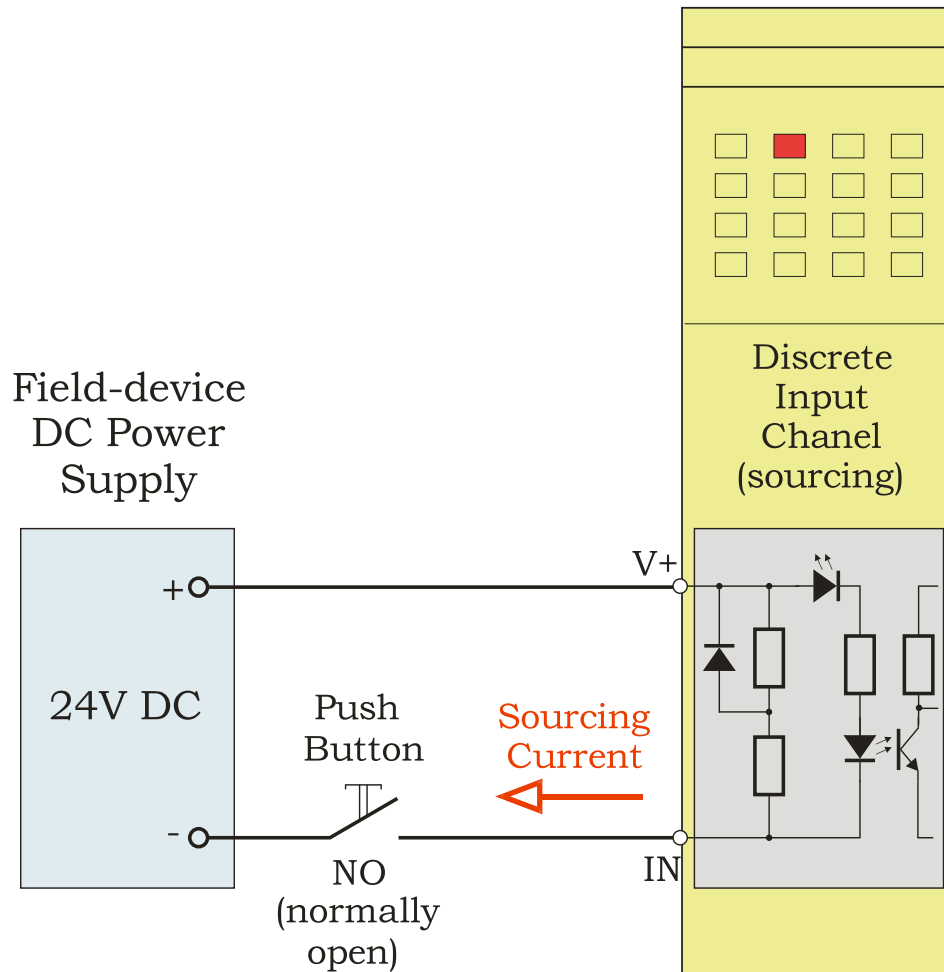 Field-device
DC Power
Supply
+
24V DC
-
Push
Button
NO
(normally
open)
Sourcing
Current
V+
IN
Discrete
Input
Chanel
(sourcing)